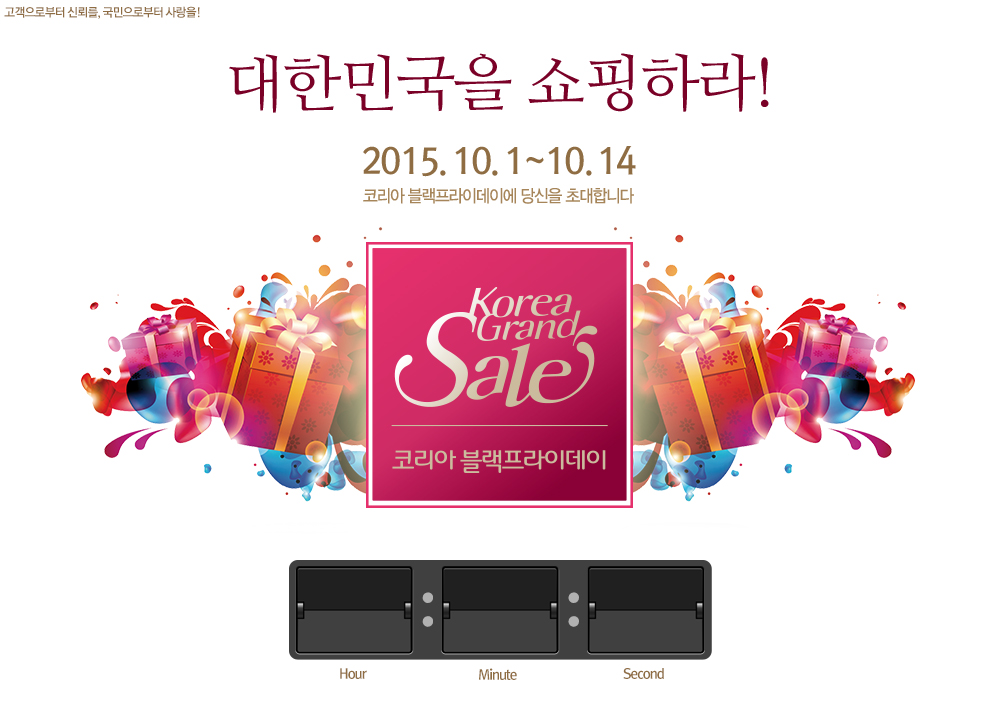 고객으로부터 신뢰를, 국민으로부터 사랑을!
대한민국을 쇼핑하라!
2015. 10. 1~10. 14
코리아 블랙프라이데이에 당신을 초대합니다
Korea
Grand
Sale
코리아 블랙프라이데이
Hour Minute Second